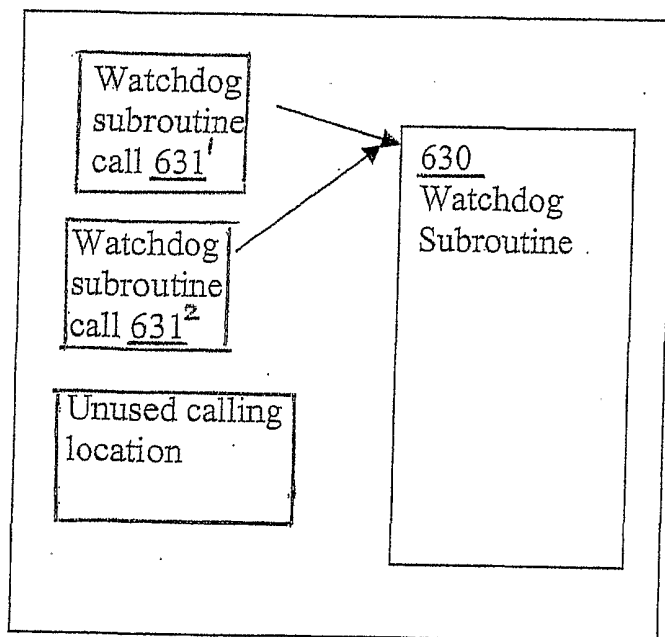 Watchdog
subroutine
call 631¹
Watchdog
subroutine
call 631²
Unused calling
location
630
Watchdog
Subroutine